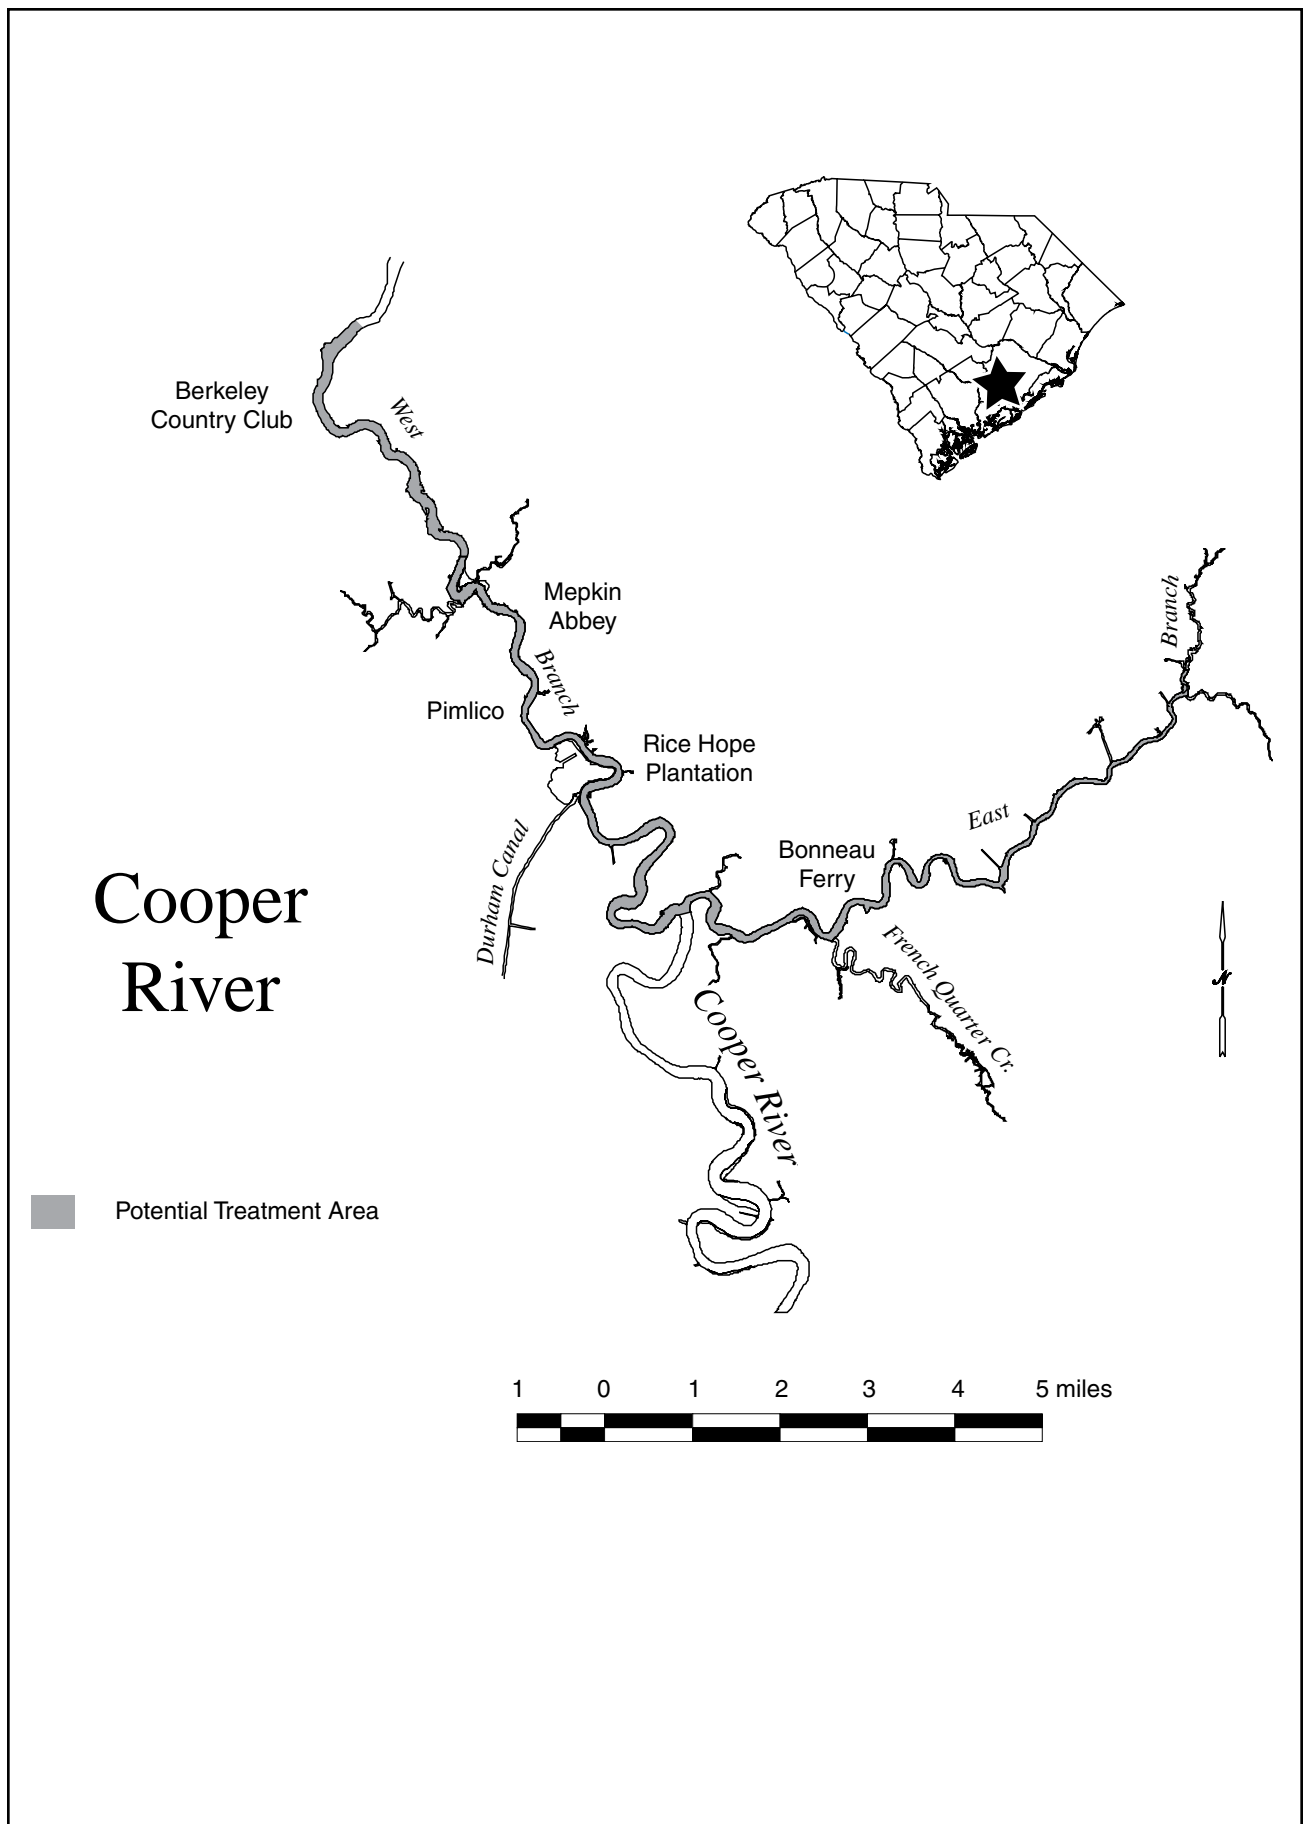 Berkeley
Country Club
West
Mepkin
Abbey
Branch
Pimlico
Rice Hope
Plantation
Durham Canal
Branch
East
Bonneau
Ferry
French Quarter Cr.
Cooper
River
Cooper River
N
Potential Treatment Area
1 0 1 2 3 4 5 miles